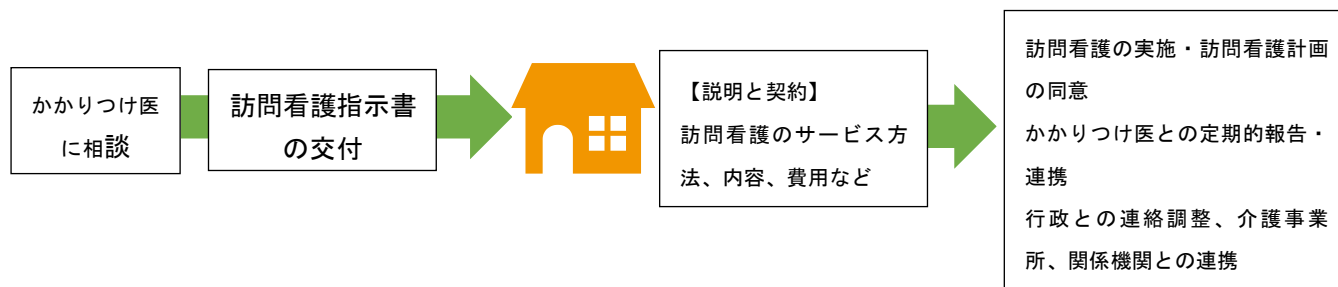 かかりつけ医
に相談
訪問看護指示書
の交付
【説明と契約】
訪問看護のサービス方
法、内容、費用など
訪問看護の実施・訪問看護計画
の同意
かかりつけ医との定期的報告・
連携
行政との連絡調整、介護事業
所、関係機関との連携